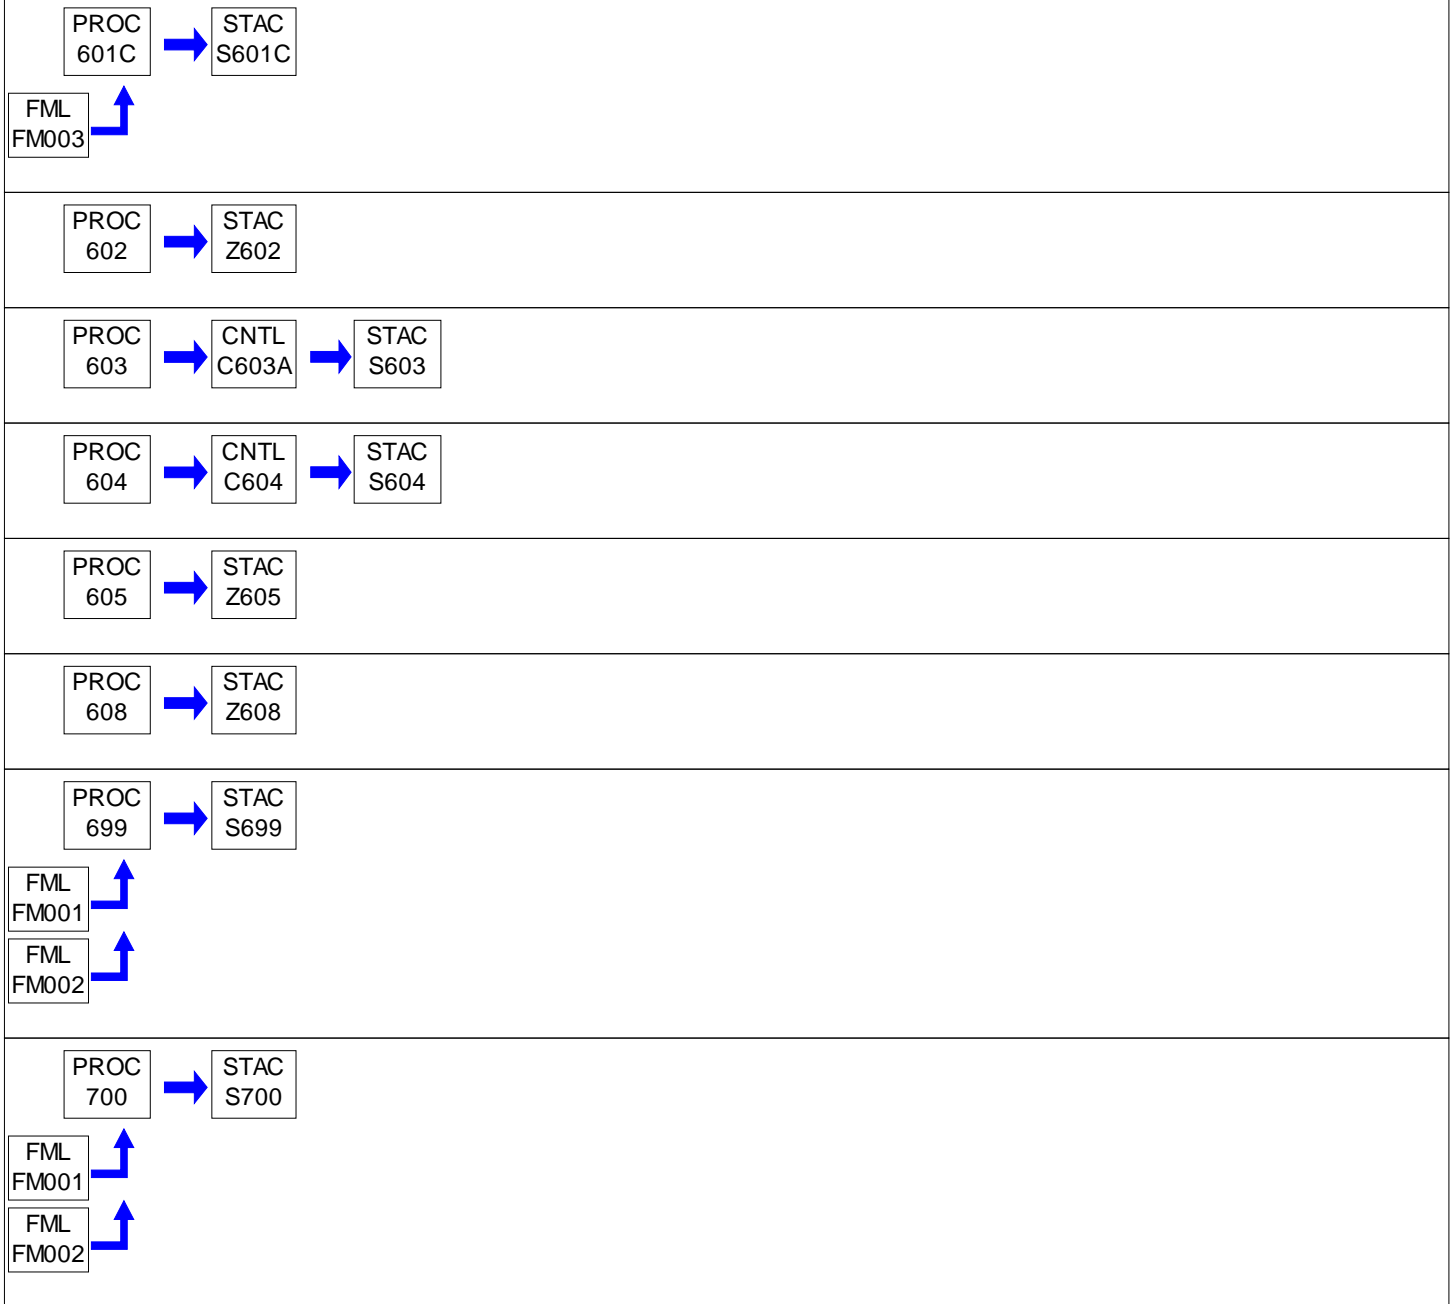 PROC
601C
STAC
S601C
FML
FM003
PROC
602
STAC
Z602
PROC
603
CNTL
C603A
STAC
S603
PROC
604
CNTL
C604
STAC
S604
PROC
605
STAC
Z605
PROC
608
STAC
Z608
PROC
699
STAC
S699
FML
FM001
FML
FM002
PROC
700
STAC
S700
FML
FM001
FML
FM002